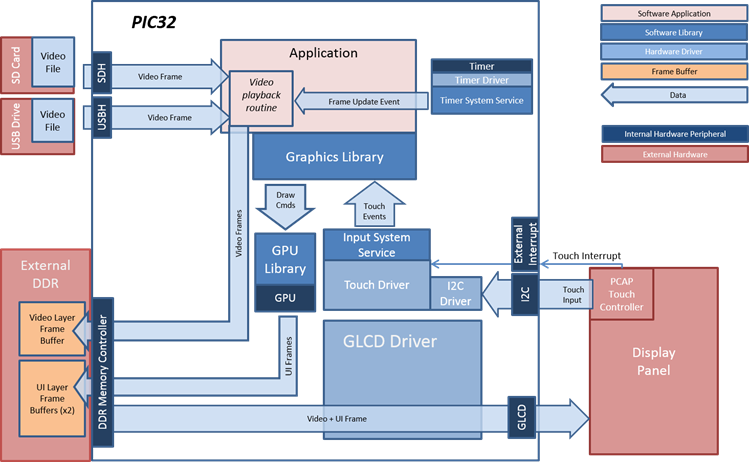 PIC32
Software Application
Software Library
Hardware Driver
Frame Buffer
Data
Internal Hardware Peripheral
External Hardware
SD Card
Video
File
SDH
Video Frame
USB Drive
Video
File
USBH
Video Frame
Application
Video
playback
routine
Frame Update Event
Timer
Timer Driver
Timer System Service
Graphics Library
Draw
Cmds
Touch
Events
Video Frames
GPU
Library
GPU
UI Frames
Input System
Service
Touch Driver
I2C
Driver
External
Interrupt
Touch Interrupt
I2C
Touch
Input
PCAP
Touch
Controller
Display
Panel
External
DDR
Video Layer
Frame
Buffer
UI Layer
Frame
Buffers (x2)
DDR Memory Controller
GLCD Driver
Video + UI Frame
GLCD